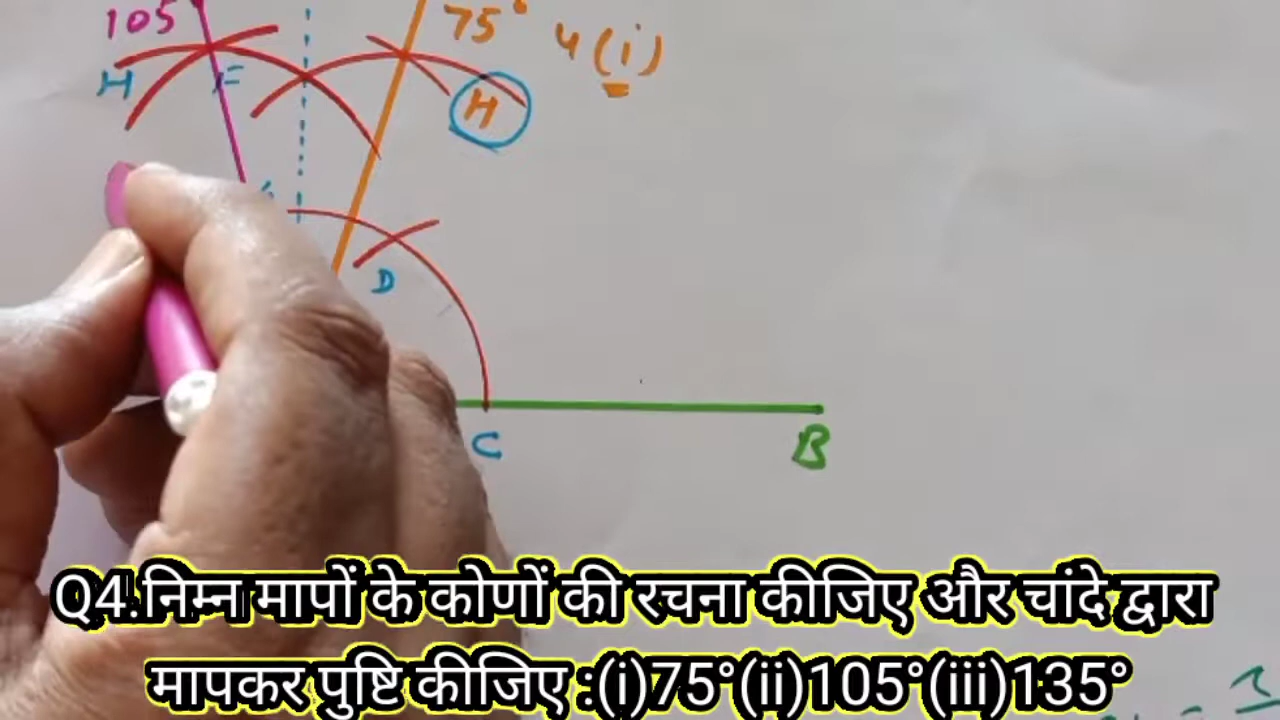 105° 75° 4(i)
H F H
D
C B
Q4.निम्न मापों के कोणों की रचना कीजिए और चांदे द्वारा
मापकर पुष्टि कीजिए :(i)75°(ii)105°(iii)135°